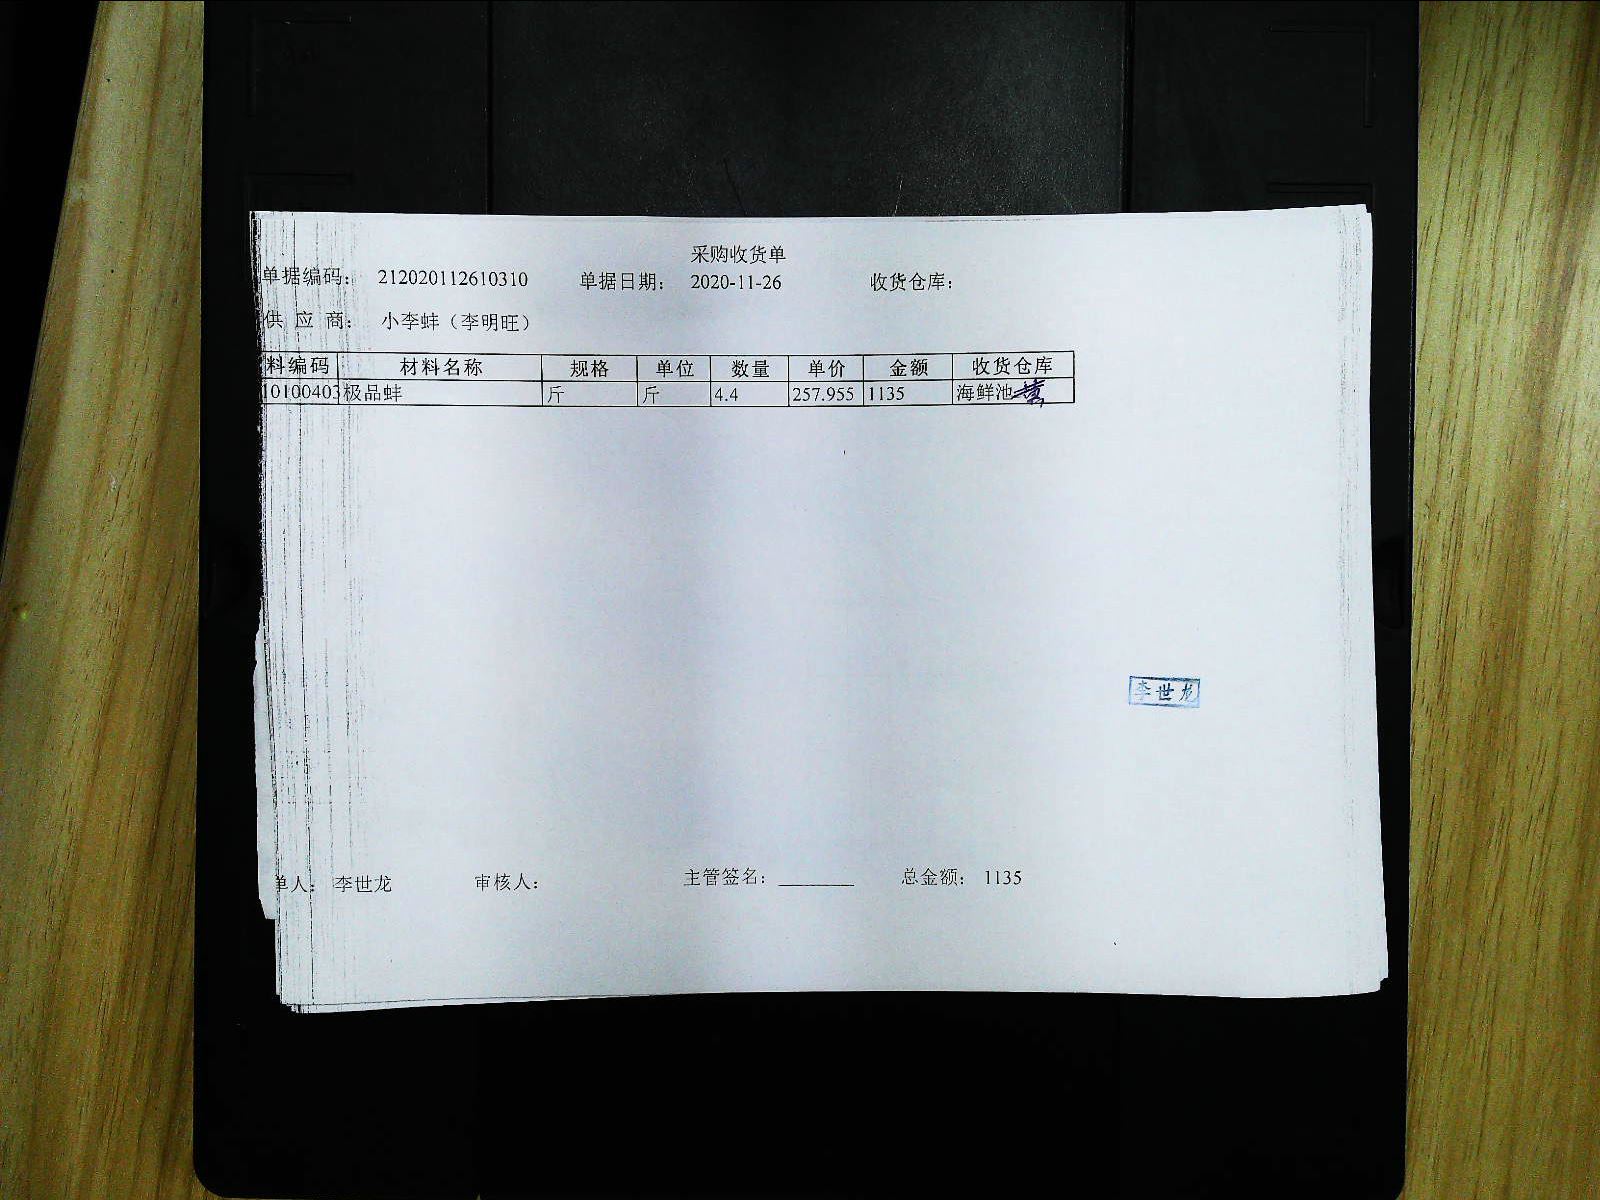 采购收货单
单据编码： 212020112610310 单据日期： 2020-11-26 收货仓库：
供 应 商： 小李蚌（李明旺）
料编码 材料名称 规格 单位 数量 单价 金额 收货仓库
10100403 极品蚌 斤 斤 4.4 257.955 1135 海鲜池
李世龙
单人： 李世龙 审核人： 主管签名： 总金额： 1135